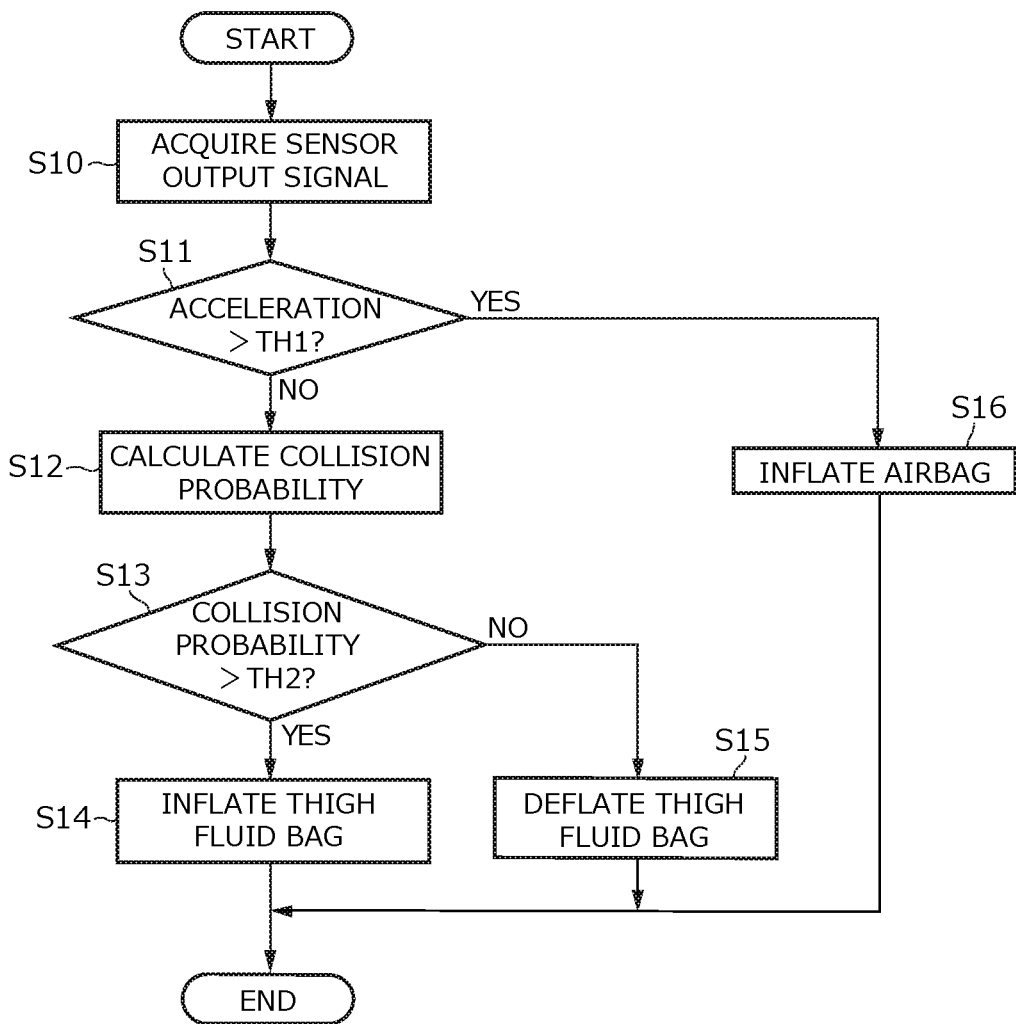 START
S10
ACQUIRE SENSOR
OUTPUT SIGNAL
S11
ACCELERATION
> TH1?
YES
NO
S16
INFLATE AIRBAG
S12
CALCULATE COLLISION
PROBABILITY
S13
COLLISION
PROBABILITY
> TH2?
NO
YES
S14
INFLATE THIGH
FLUID BAG
S15
DEFLATE THIGH
FLUID BAG
END